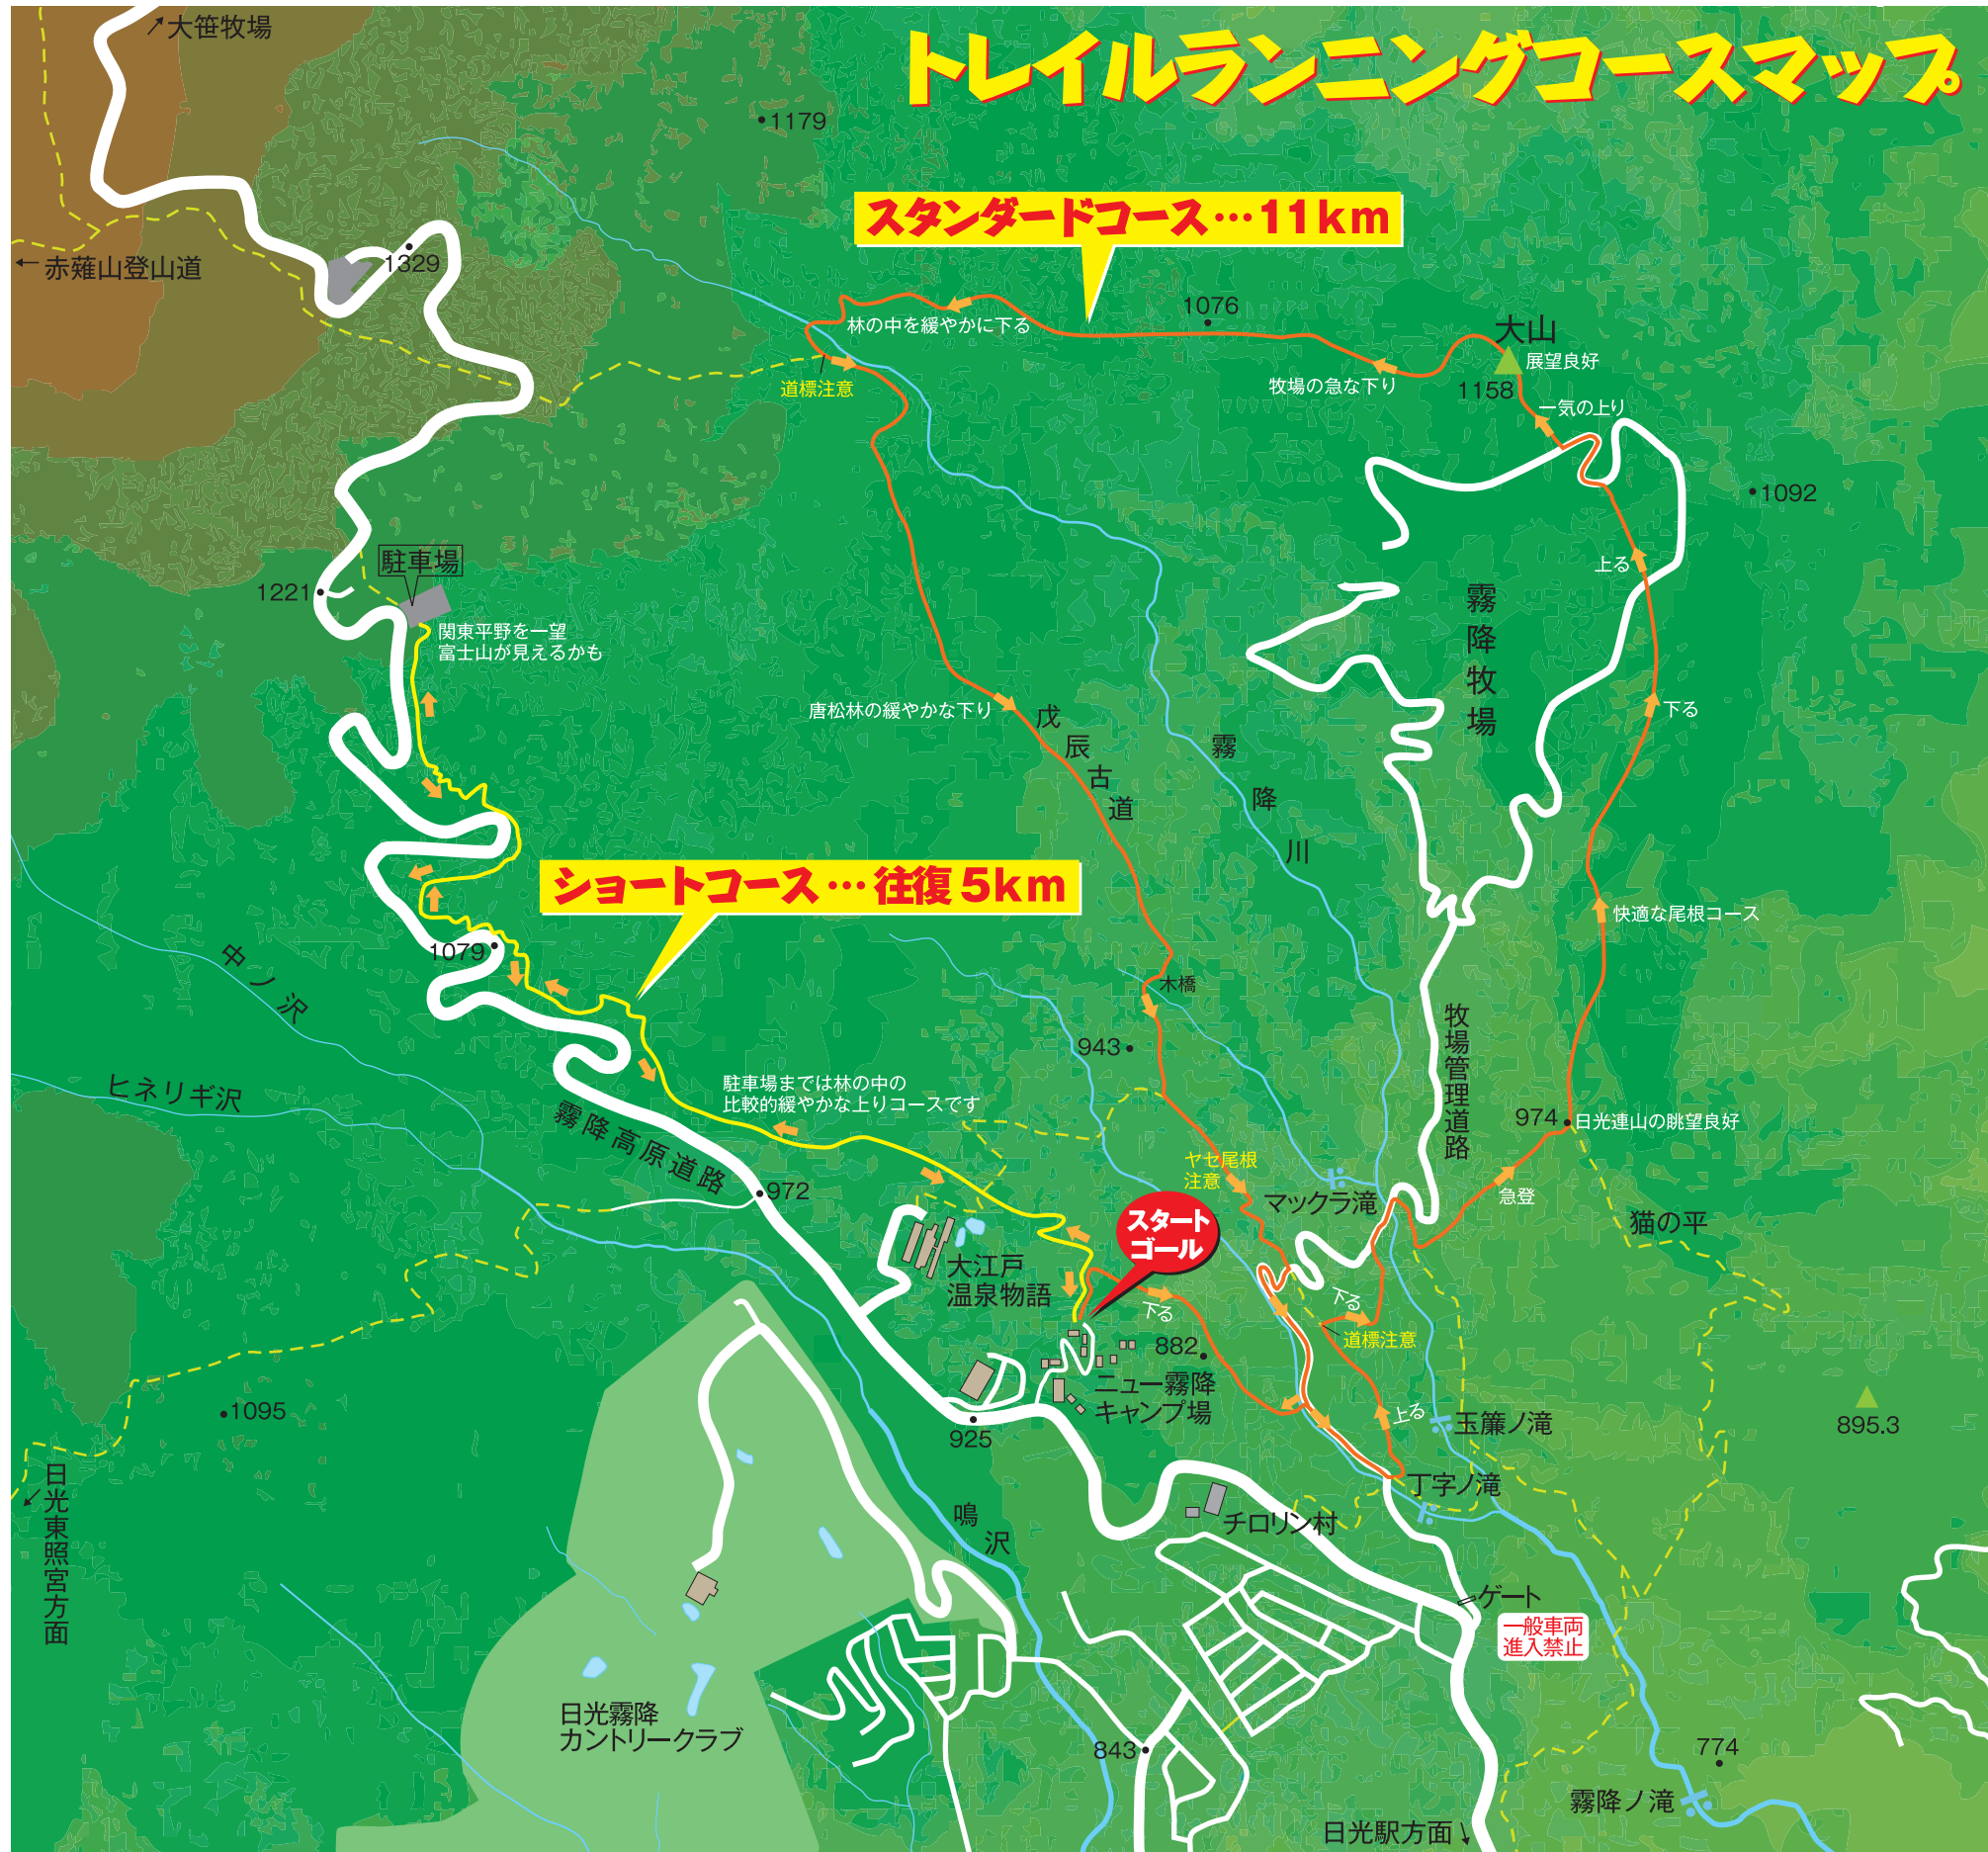 大笹牧場
トレイルランニングコースマップ
1179
スタンダードコース…11km
1329
赤薙山登山道
1076
林の中を緩やかに下る
大山
展望良好
1158
牧場の急な下り
道標注意
一気の上り
1092
駐車場
1221
上る
関東平野を一望
富士山が見えるかも
霧降牧場
唐松林の緩やかな下り
下る
戊辰古道
霧降川
ショートコース…往復5km
快適な尾根コース
1079
中ノ沢
木橋
943
牧場管理道路
ヒネリギ沢
駐車場までは林の中の
比較的緩やかな上りコースです
霧降高原道路
974
日光連山の眺望良好
ヤセ尾根
注意
972
マックラ滝
急登
猫の平
スタート
ゴール
大江戸
温泉物語
下る
下る
道標注意
882
ニュー霧降
キャンプ場
1095
925
上る
玉簾ノ滝
895.3
丁字ノ滝
日光東照宮方面
鳴沢
チロリン村
ゲート
一般車両
進入禁止
日光霧降
カントリークラブ
843
774
霧降ノ滝
日光駅方面